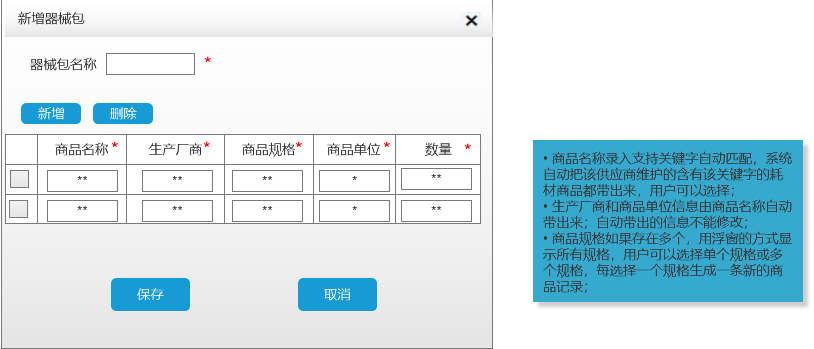 新增器械包
器械包名称 *
新增 删除
商品名称* 生产厂商* 商品规格* 商品单位* 数量 *
** ** ** * **
** ** ** * **
保存 取消
• 商品名称录入支持关键字自动匹配，系统
自动把该供应商维护的含有该关键字的耗
材商品都带出来，用户可以选择；
• 生产厂商和商品单位信息由商品名称自动
带出来；自动带出的信息不能修改；
• 商品规格如果存在多个，用浮窗的方式显
示所有规格，用户可以选择单个规格或多
个规格，每选择一个规格生成一条新的商
品记录；